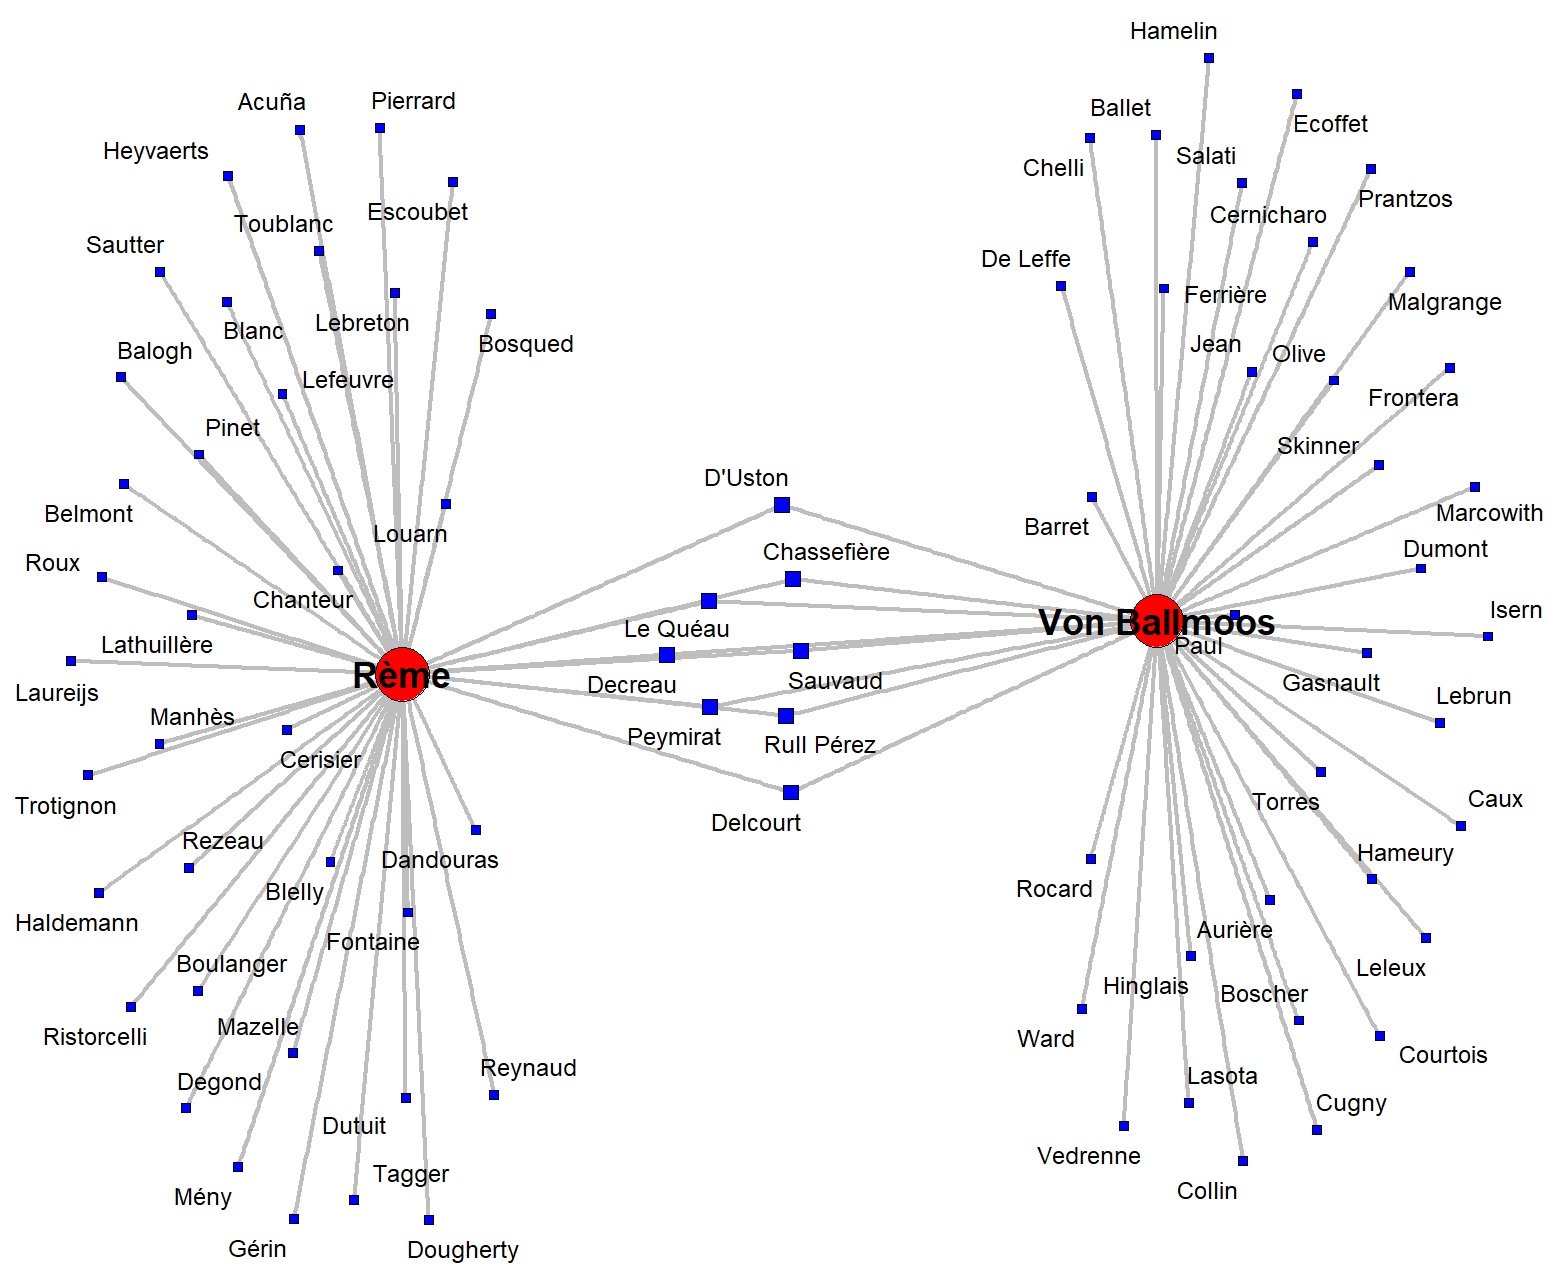 Hamelin
Acuña
Pierrard
Ballet
Ecoffet
Heyvaerts
Salati
Chelli
Prantzos
Escoubet
Cernicharo
Toublanc
Sautter
De Leffe
Ferrière
Malgrange
Lebreton
Blanc
Bosqued
Jean
Olive
Balogh
Lefeuvre
Frontera
Pinet
Skinner
D'Uston
Belmont
Louarn
Barret
Marcowith
Chassefière
Dumont
Roux
Chanteur
Isern
Von Ballmoos
Le Quéau
Lathuillère
Paul
Rème
Decreau
Sauvaud
Gasnault
Laureijs
Lebrun
Manhès
Peymirat
Rull Pérez
Cerisier
Trotignon
Torres
Caux
Delcourt
Rezeau
Hameury
Dandouras
Blelly
Rocard
Haldemann
Aurière
Fontaine
Boulanger
Leleux
Hinglais
Boscher
Mazelle
Ristorcelli
Ward
Courtois
Reynaud
Degond
Lasota
Cugny
Dutuit
Vedrenne
Tagger
Collin
Mény
Gérin
Dougherty